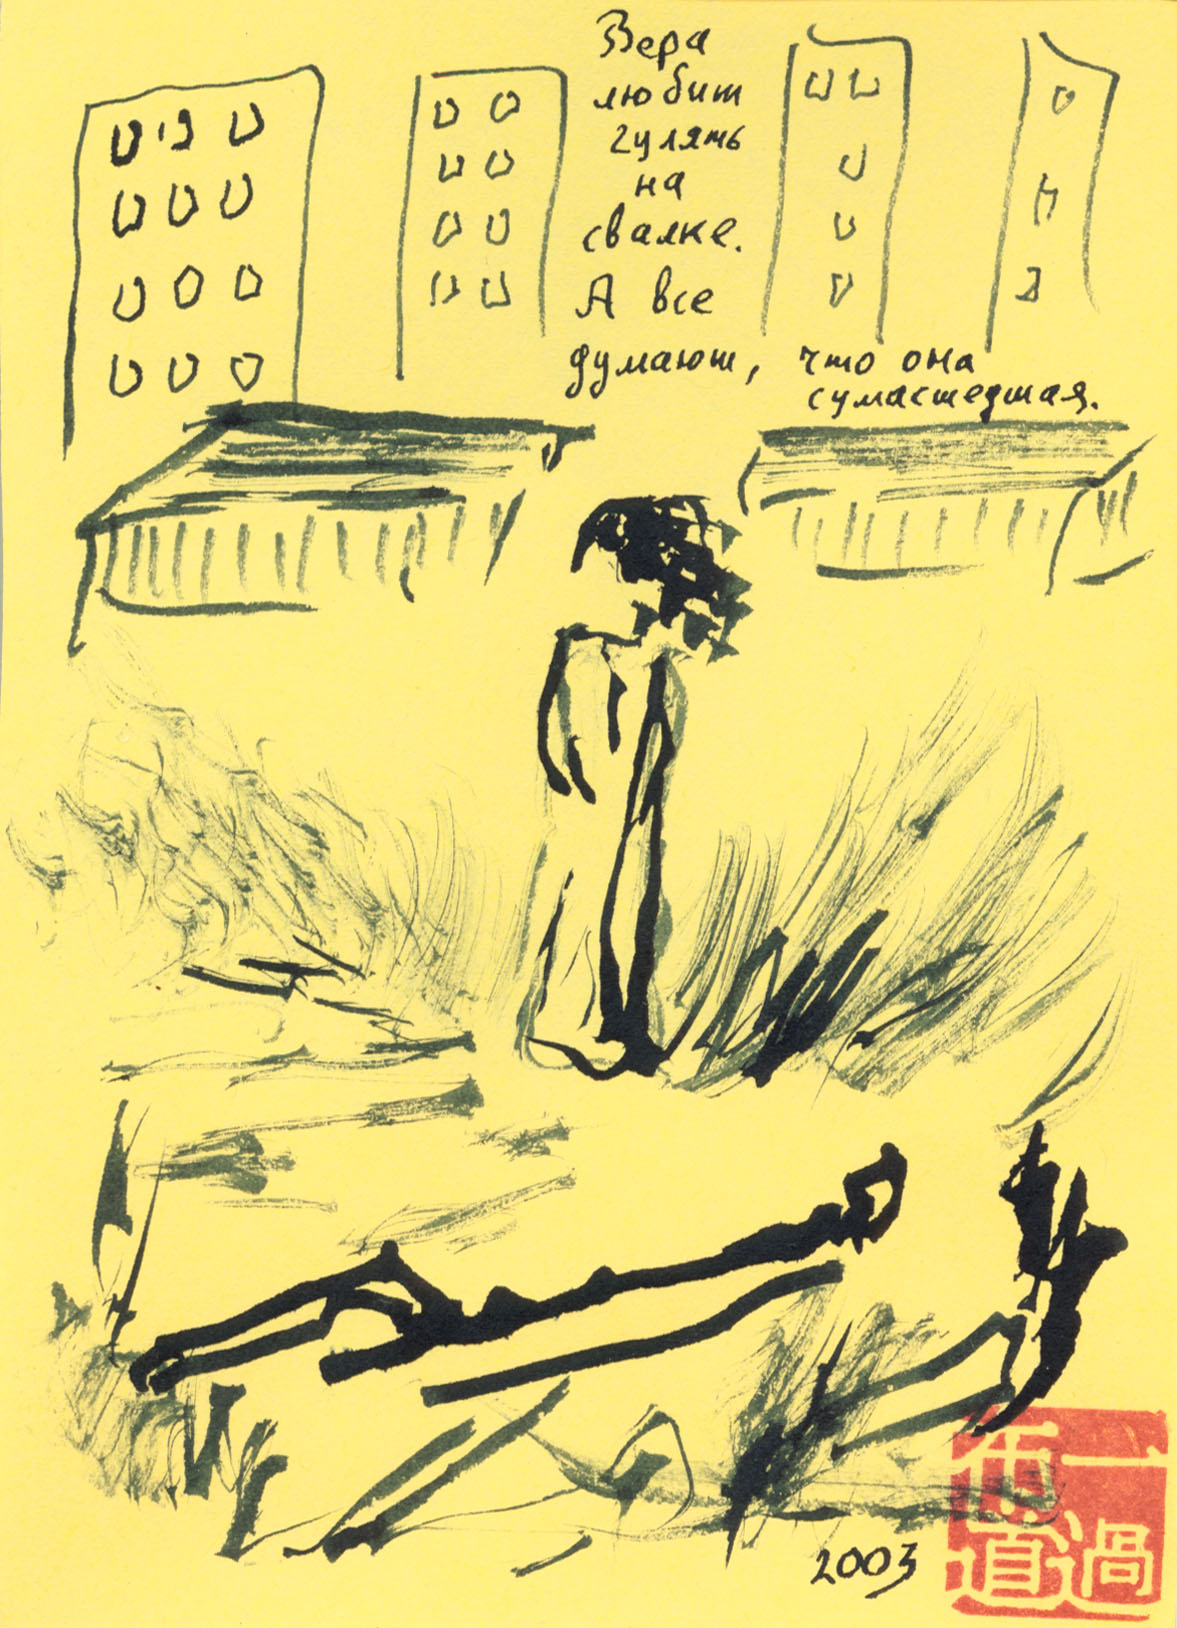 Вера
любит
гулять
на
свалке.
А все
думают, что она
сумасшедшая.
2003